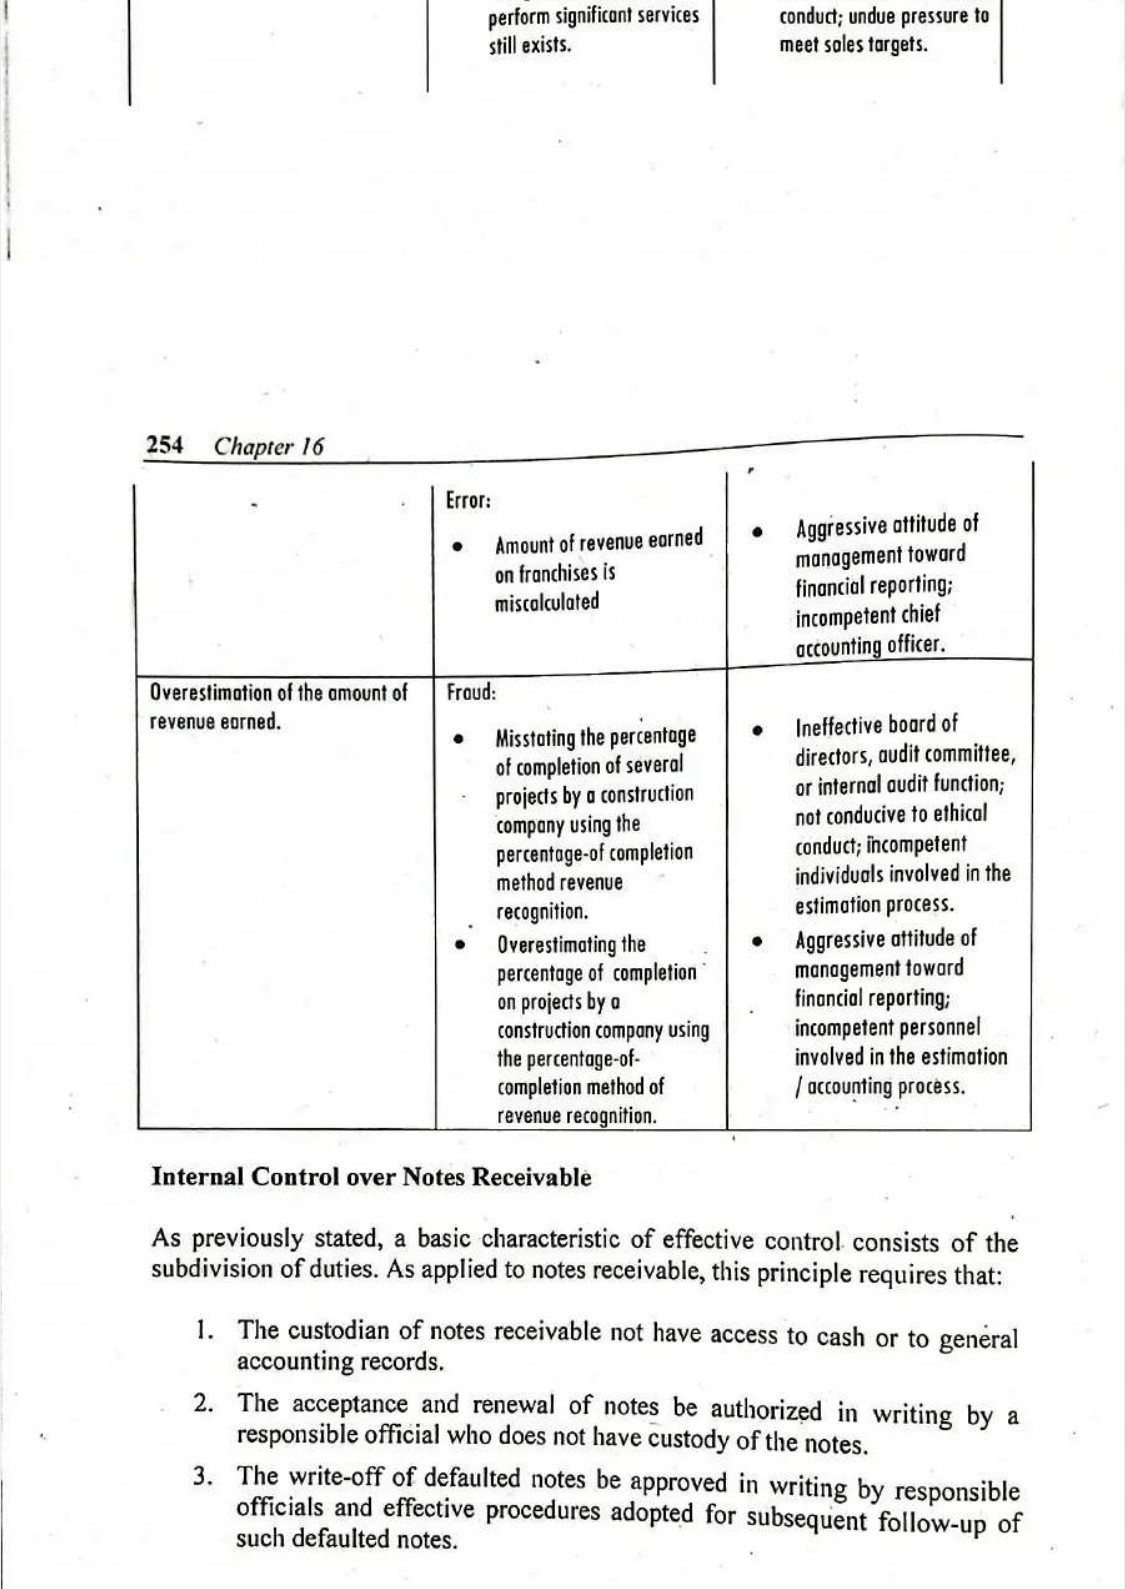 perform significant services
still exists.
conduct; undue pressure to
meet sales targets.
254 Chapter 16
Error:
• Amount of revenue earned
on franchises is
miscalculated
• Aggressive attitude of
management toward
financial reporting;
incompetent chief
accounting officer.
Overestimation of the amount of
revenue earned.
Fraud:
• Misstating the percentage
of completion of several
projects by a construction
company using the
percentage-of completion
method revenue
recognition.
• Overestimating the
percentage of completion
on projects by a
construction company using
the percentage-of-
completion method of
revenue recognition.
• Ineffective board of
directors, audit committee,
or internal audit function;
not conducive to ethical
conduct; incompetent
individuals involved in the
estimation process.
• Aggressive attitude of
management toward
financial reporting;
incompetent personnel
involved in the estimation
/ accounting process.
Internal Control over Notes Receivable
As previously stated, a basic characteristic of effective control consists of the
subdivision of duties. As applied to notes receivable, this principle requires that:
1. The custodian of notes receivable not have access to cash or to general
accounting records.
2. The acceptance and renewal of notes be authorized in writing by a
responsible official who does not have custody of the notes.
3. The write-off of defaulted notes be approved in writing by responsible
officials and effective procedures adopted for subsequent follow-up of
such defaulted notes.